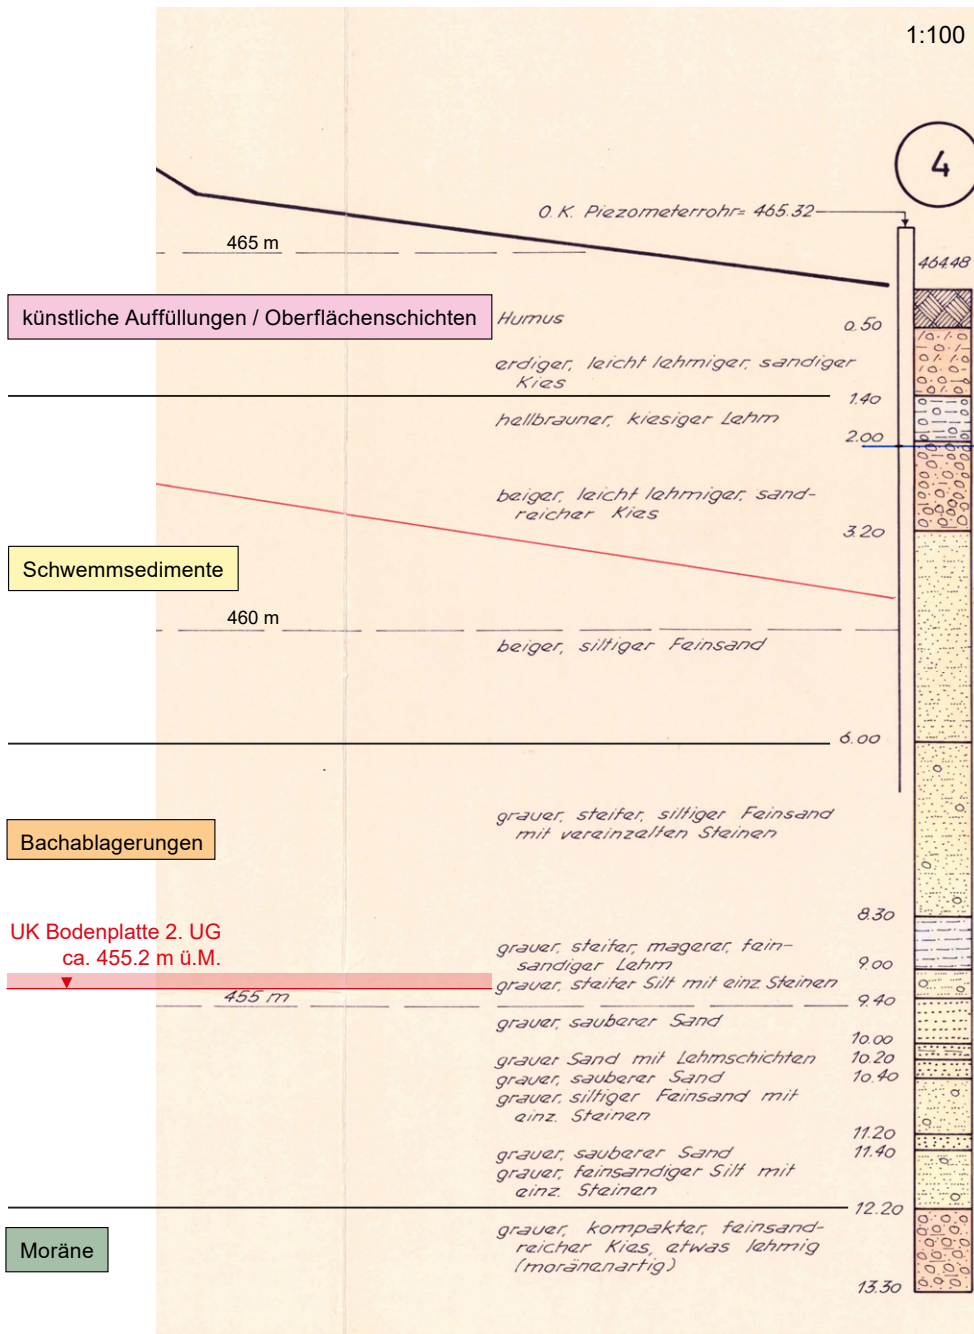 1:100
4
O.K. Piezometerrohr= 465.32
465 m
464.48
künstliche Auffüllungen / Oberflächenschichten
Humus
0.50
erdiger, leicht lehmiger, sandiger
Kies
1.40
hellbrauner, kiesiger Lehm
2.00
beiger, leicht lehmiger, sand-
reicher Kies
3.20
Schwemmsedimente
460 m
beiger, siltiger Feinsand
6.00
grauer, steifer, siltiger Feinsand
mit vereinzelten Steinen
Bachablagerungen
8.30
UK Bodenplatte 2. UG
ca. 455.2 m ü.M.
grauer, steifer, magerer, fein-
sandiger Lehm
9.00
grauer, steifer Silt mit einz Steinen
455 m
9.40
grauer, sauberer Sand
10.00
grauer Sand mit Lehmschichten
10.20
grauer, sauberer Sand
10.40
grauer, siltiger Feinsand mit
einz. Steinen
11.20
grauer, sauberer Sand
11.40
grauer, feinsandiger Silt mit
einz. Steinen
12.20
Moräne
grauer, kompakter, feinsand-
reicher Kies, etwas lehmig
(moränenartig)
13.30